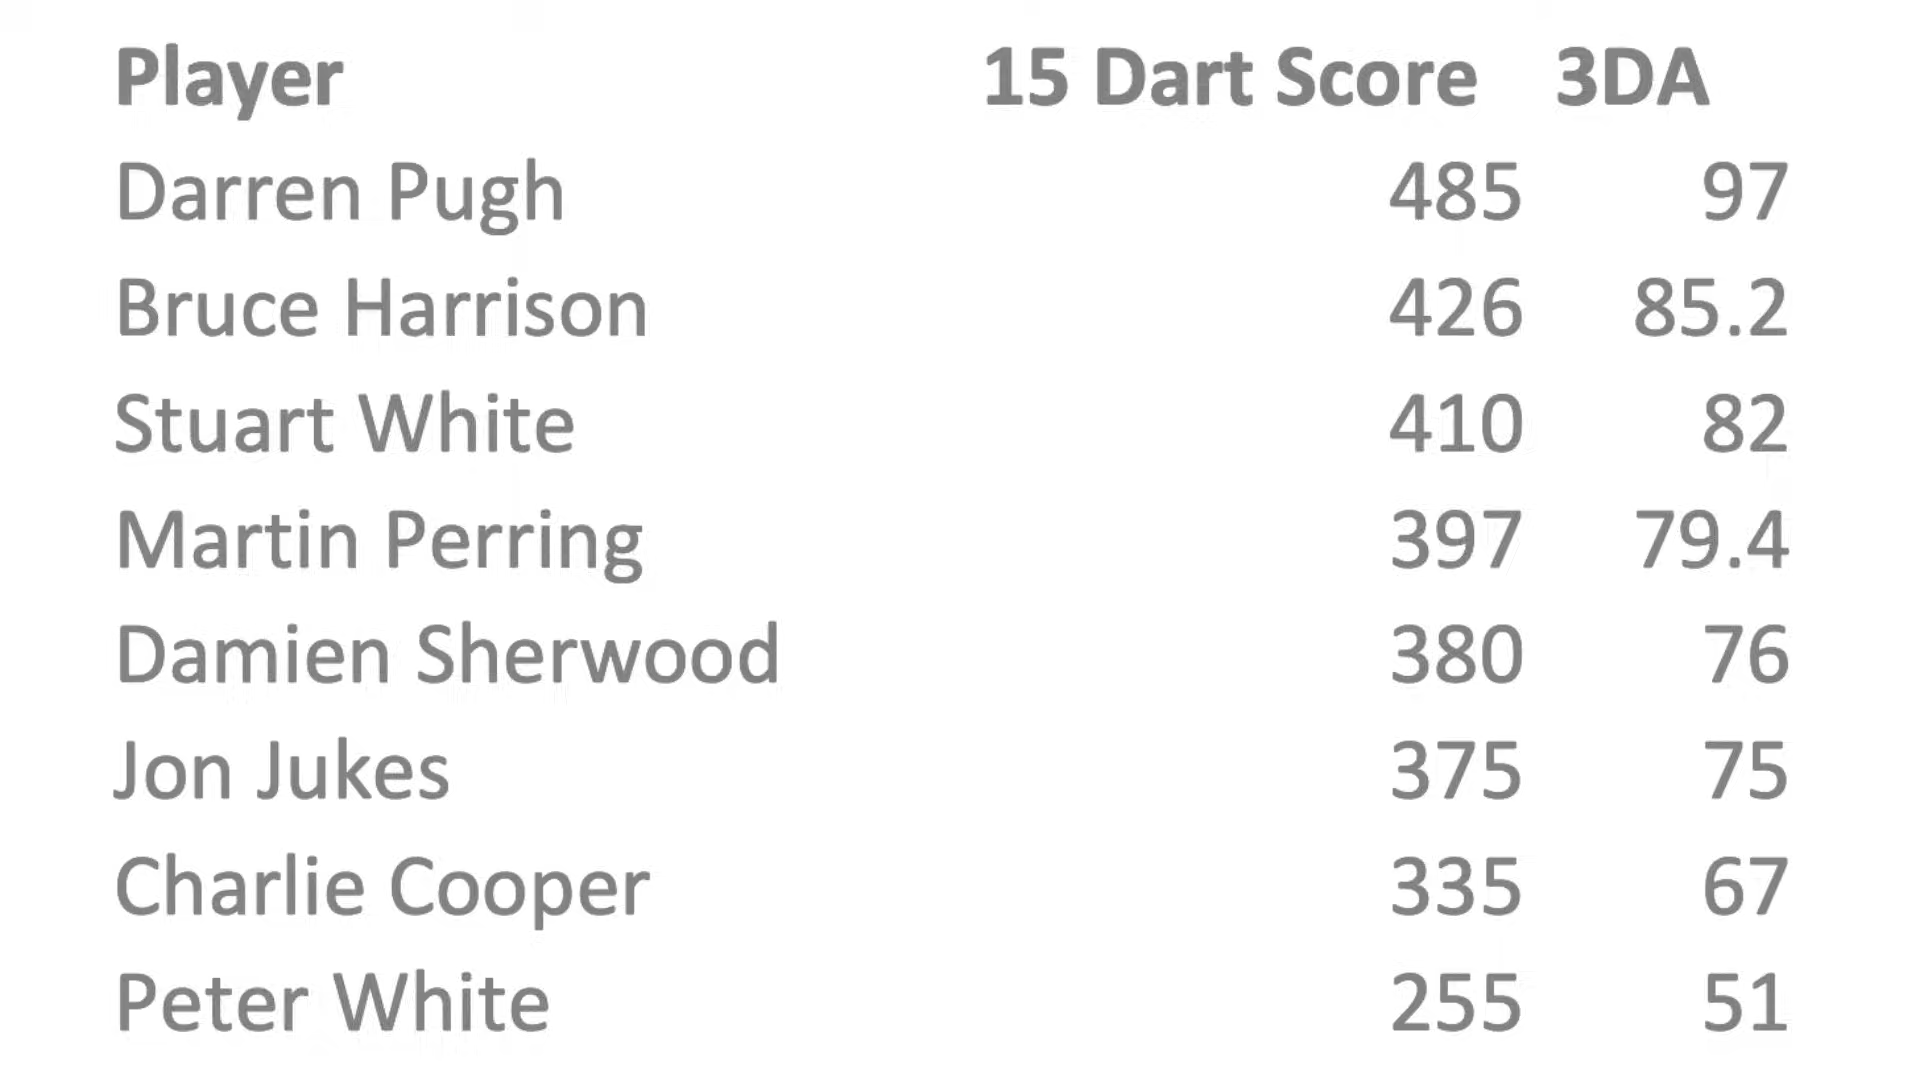 Player 15 Dart Score 3DA
Darren Pugh 485 97
Bruce Harrison 426 85.2
Stuart White 410 82
Martin Perring 397 79.4
Damien Sherwood 380 76
Jon Jukes 375 75
Charlie Cooper 335 67
Peter White 255 51